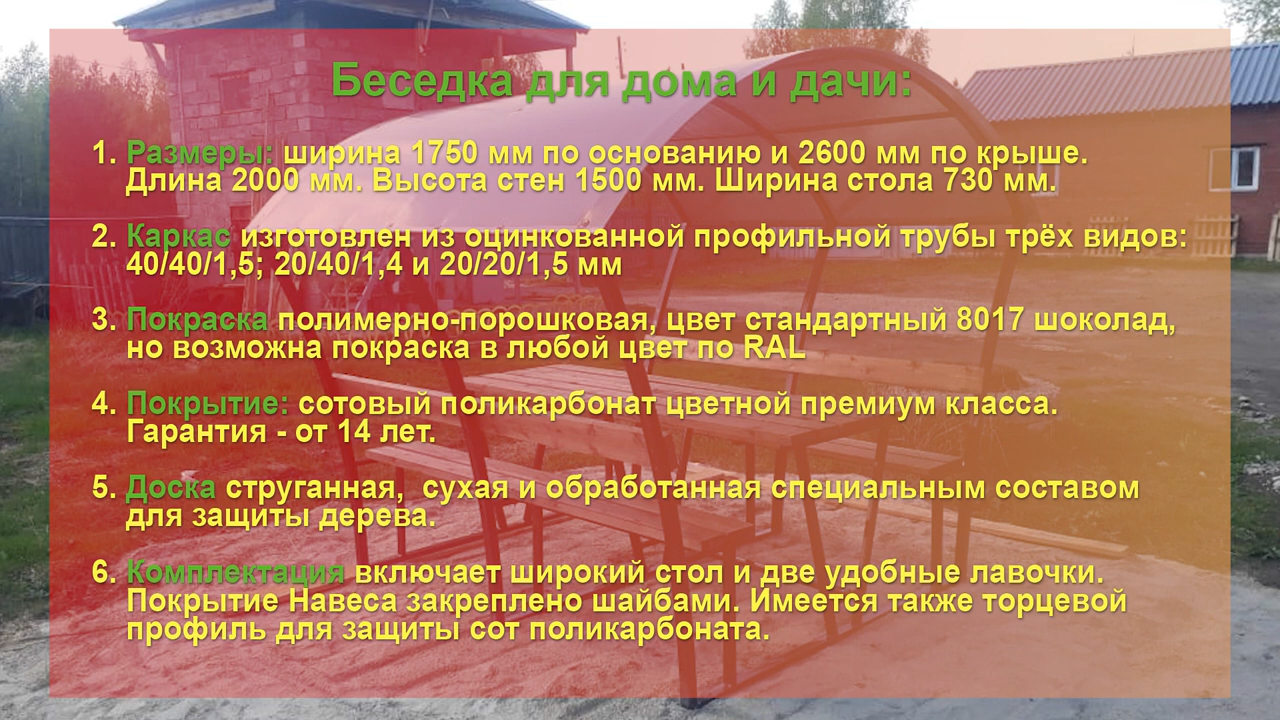 Беседка для дома и дачи:
1. Размеры: ширина 1750 мм по основанию и 2600 мм по крыше.
Длина 2000 мм. Высота стен 1500 мм. Ширина стола 730 мм.
2. Каркас изготовлен из оцинкованной профильной трубы трёх видов:
40/40/1,5; 20/40/1,4 и 20/20/1,5 мм
3. Покраска полимерно-порошковая, цвет стандартный 8017 шоколад,
но возможна покраска в любой цвет по RAL
4. Покрытие: сотовый поликарбонат цветной премиум класса.
Гарантия - от 14 лет.
5. Доска струганная,  сухая и обработанная специальным составом
для защиты дерева.
6. Комплектация включает широкий стол и две удобные лавочки.
Покрытие Навеса закреплено шайбами. Имеется также торцевой
профиль для защиты сот поликарбоната.